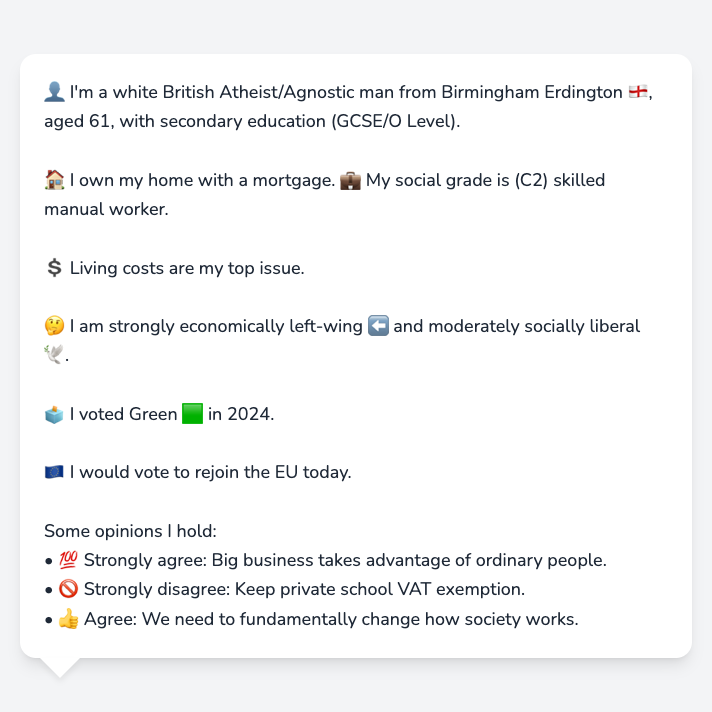 👤 I'm a white British Atheist/Agnostic man from Birmingham Erdington 🏴󠁧󠁢󠁥󠁮󠁧󠁿,
aged 61, with secondary education (GCSE/O Level).
🏠 I own my home with a mortgage. 💼 My social grade is (C2) skilled
manual worker.
💲 Living costs are my top issue.
🤔 I am strongly economically left-wing ⬅️ and moderately socially liberal
🕊️.
🗳️ I voted Green 🟩 in 2024.
🇪🇺 I would vote to rejoin the EU today.
Some opinions I hold:
• 💯 Strongly agree: Big business takes advantage of ordinary people.
• 🚫 Strongly disagree: Keep private school VAT exemption.
• 👍 Agree: We need to fundamentally change how society works.